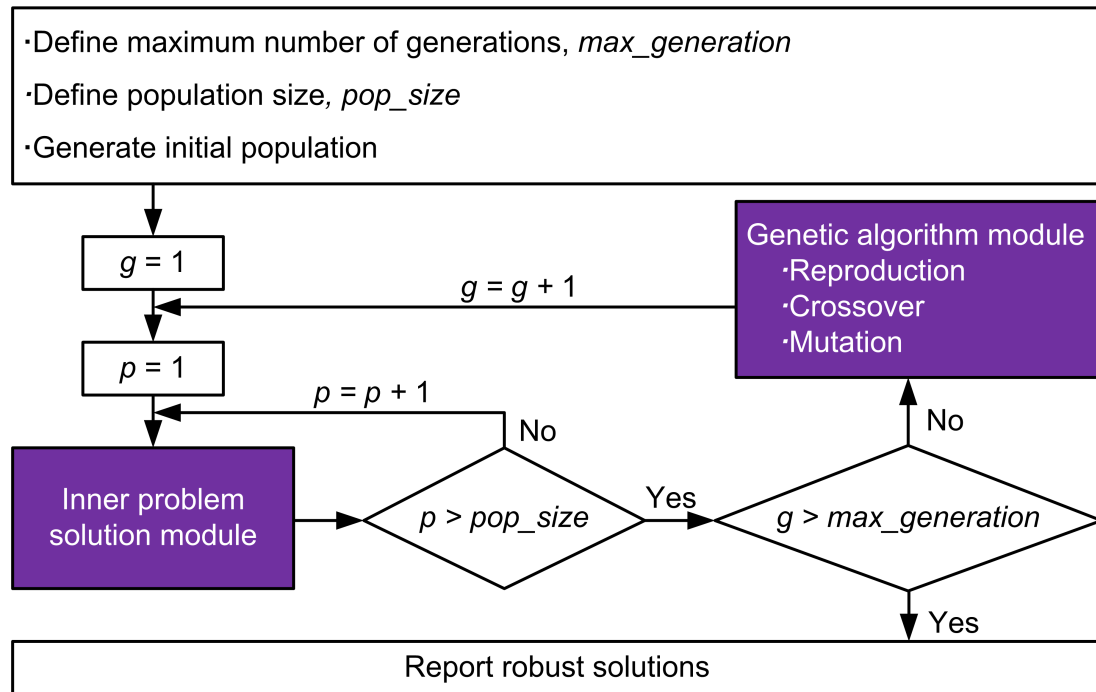 ·Define maximum number of generations, max_generation
·Define population size, pop_size
·Generate initial population
g = 1
Genetic algorithm module
·Reproduction
·Crossover
·Mutation
g = g + 1
p = 1
p = p + 1
No
No
Inner problem
solution module
p > pop_size
Yes
g > max_generation
Yes
Report robust solutions